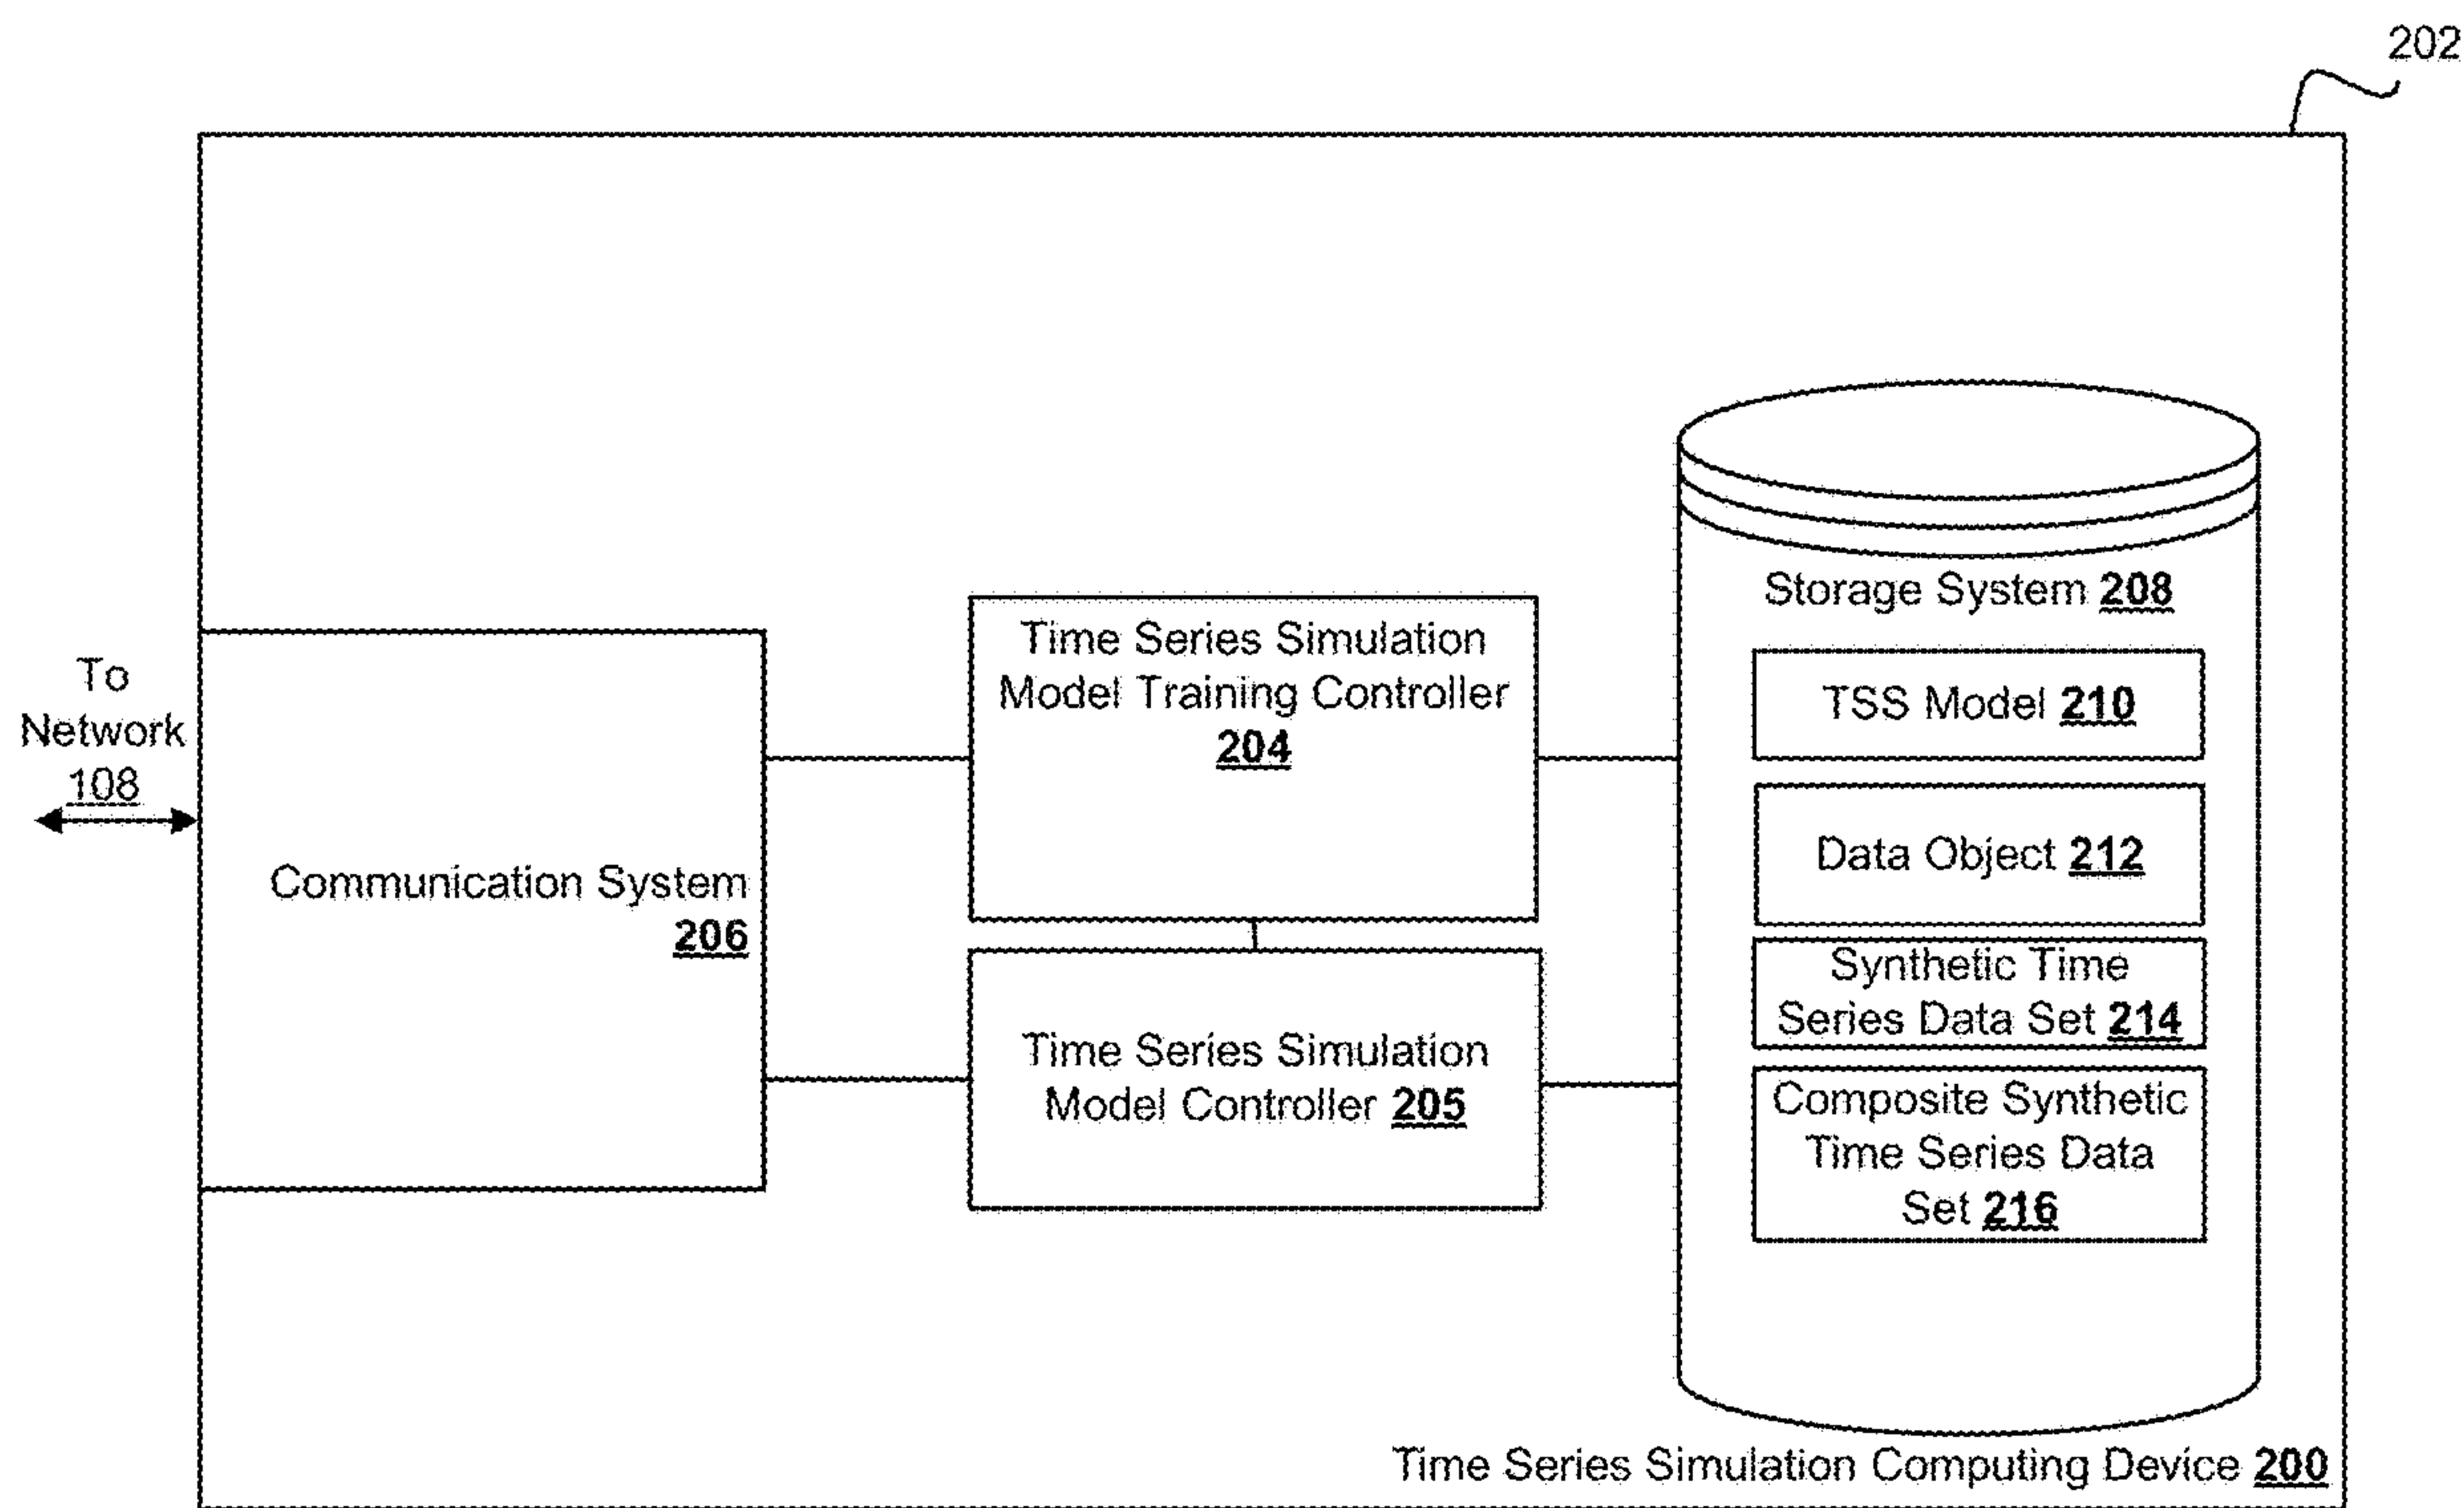 202
To
Network
108
Communication System
206
Time Series Simulation
Model Training Controller
204
Time Series Simulation
Model Controller 205
Storage System 208
TSS Model 210
Data Object 212
Synthetic Time
Series Data Set 214
Composite Synthetic
Time Series Data
Set 216
Time Series Simulation Computing Device 200